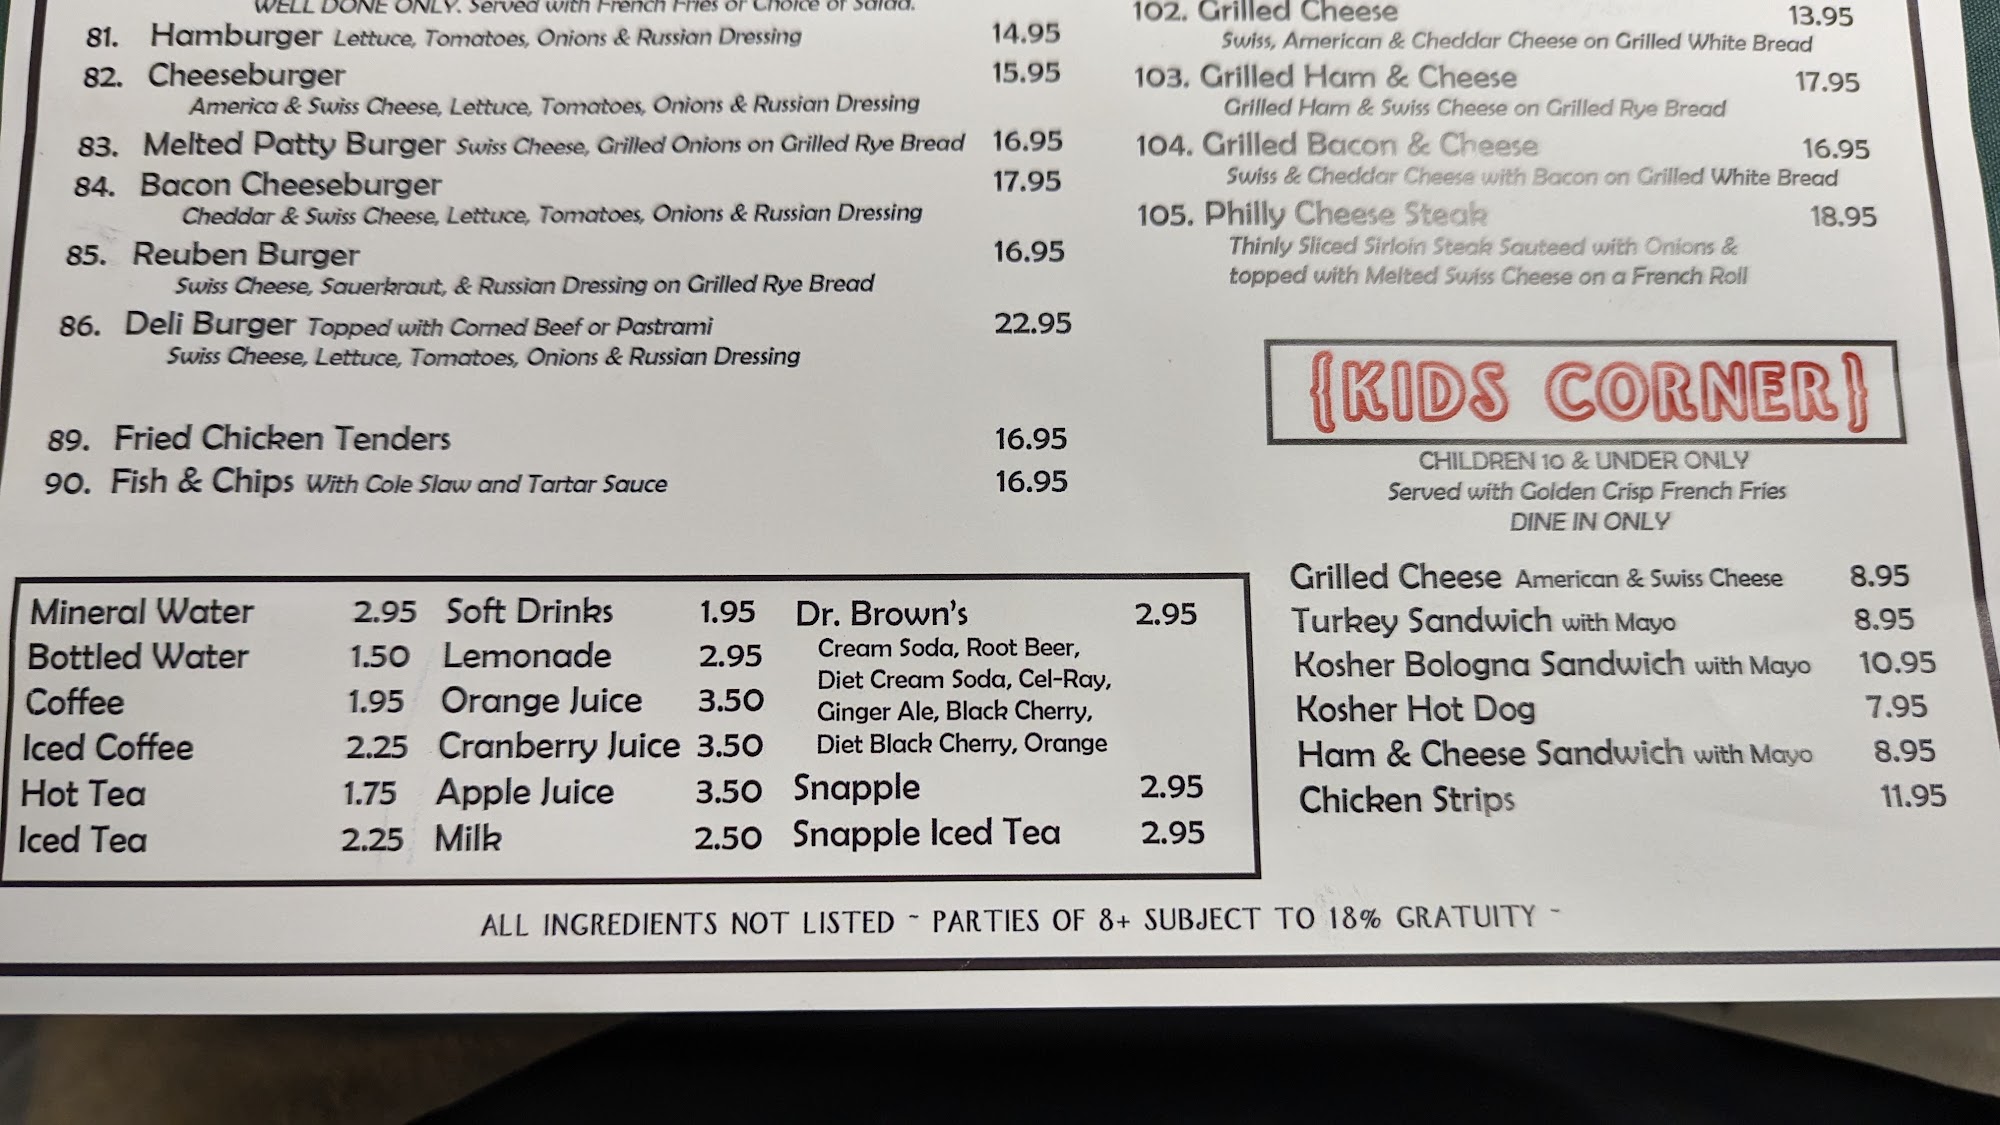 WELL DONE ONLY. Served with French Fries or Choice of Salad.
81. Hamburger Lettuce, Tomatoes, Onions & Russian Dressing 14.95
82. Cheeseburger 15.95
America & Swiss Cheese, Lettuce, Tomatoes, Onions & Russian Dressing
83. Melted Patty Burger Swiss Cheese, Grilled Onions on Grilled Rye Bread 16.95
84. Bacon Cheeseburger 17.95
Cheddar & Swiss Cheese, Lettuce, Tomatoes, Onions & Russian Dressing
85. Reuben Burger 16.95
Swiss Cheese, Sauerkraut, & Russian Dressing on Grilled Rye Bread
86. Deli Burger Topped with Corned Beef or Pastrami 22.95
Swiss Cheese, Lettuce, Tomatoes, Onions & Russian Dressing
89. Fried Chicken Tenders 16.95
90. Fish & Chips With Cole Slaw and Tartar Sauce 16.95
102. Grilled Cheese 13.95
Swiss, American & Cheddar Cheese on Grilled White Bread
103. Grilled Ham & Cheese 17.95
Grilled Ham & Swiss Cheese on Grilled Rye Bread
104. Grilled Bacon & Cheese 16.95
Swiss & Cheddar Cheese with Bacon on Grilled White Bread
105. Philly Cheese Steak 18.95
Thinly Sliced Sirloin Steak Sauteed with Onions &
topped with Melted Swiss Cheese on a French Roll
{KIDS CORNER}
CHILDREN 10 & UNDER ONLY
Served with Golden Crisp French Fries
DINE IN ONLY
Grilled Cheese American & Swiss Cheese 8.95
Turkey Sandwich with Mayo 8.95
Kosher Bologna Sandwich with Mayo 10.95
Kosher Hot Dog 7.95
Ham & Cheese Sandwich with Mayo 8.95
Chicken Strips 11.95
Mineral Water 2.95
Bottled Water 1.50
Coffee 1.95
Iced Coffee 2.25
Hot Tea 1.75
Iced Tea 2.25
Soft Drinks 1.95
Lemonade 2.95
Orange Juice 3.50
Cranberry Juice 3.50
Apple Juice 3.50
Milk 2.50
Dr. Brown's 2.95
Cream Soda, Root Beer,
Diet Cream Soda, Cel-Ray,
Ginger Ale, Black Cherry,
Diet Black Cherry, Orange
Snapple 2.95
Snapple Iced Tea 2.95
ALL INGREDIENTS NOT LISTED ~ PARTIES OF 8+ SUBJECT TO 18% GRATUITY ~